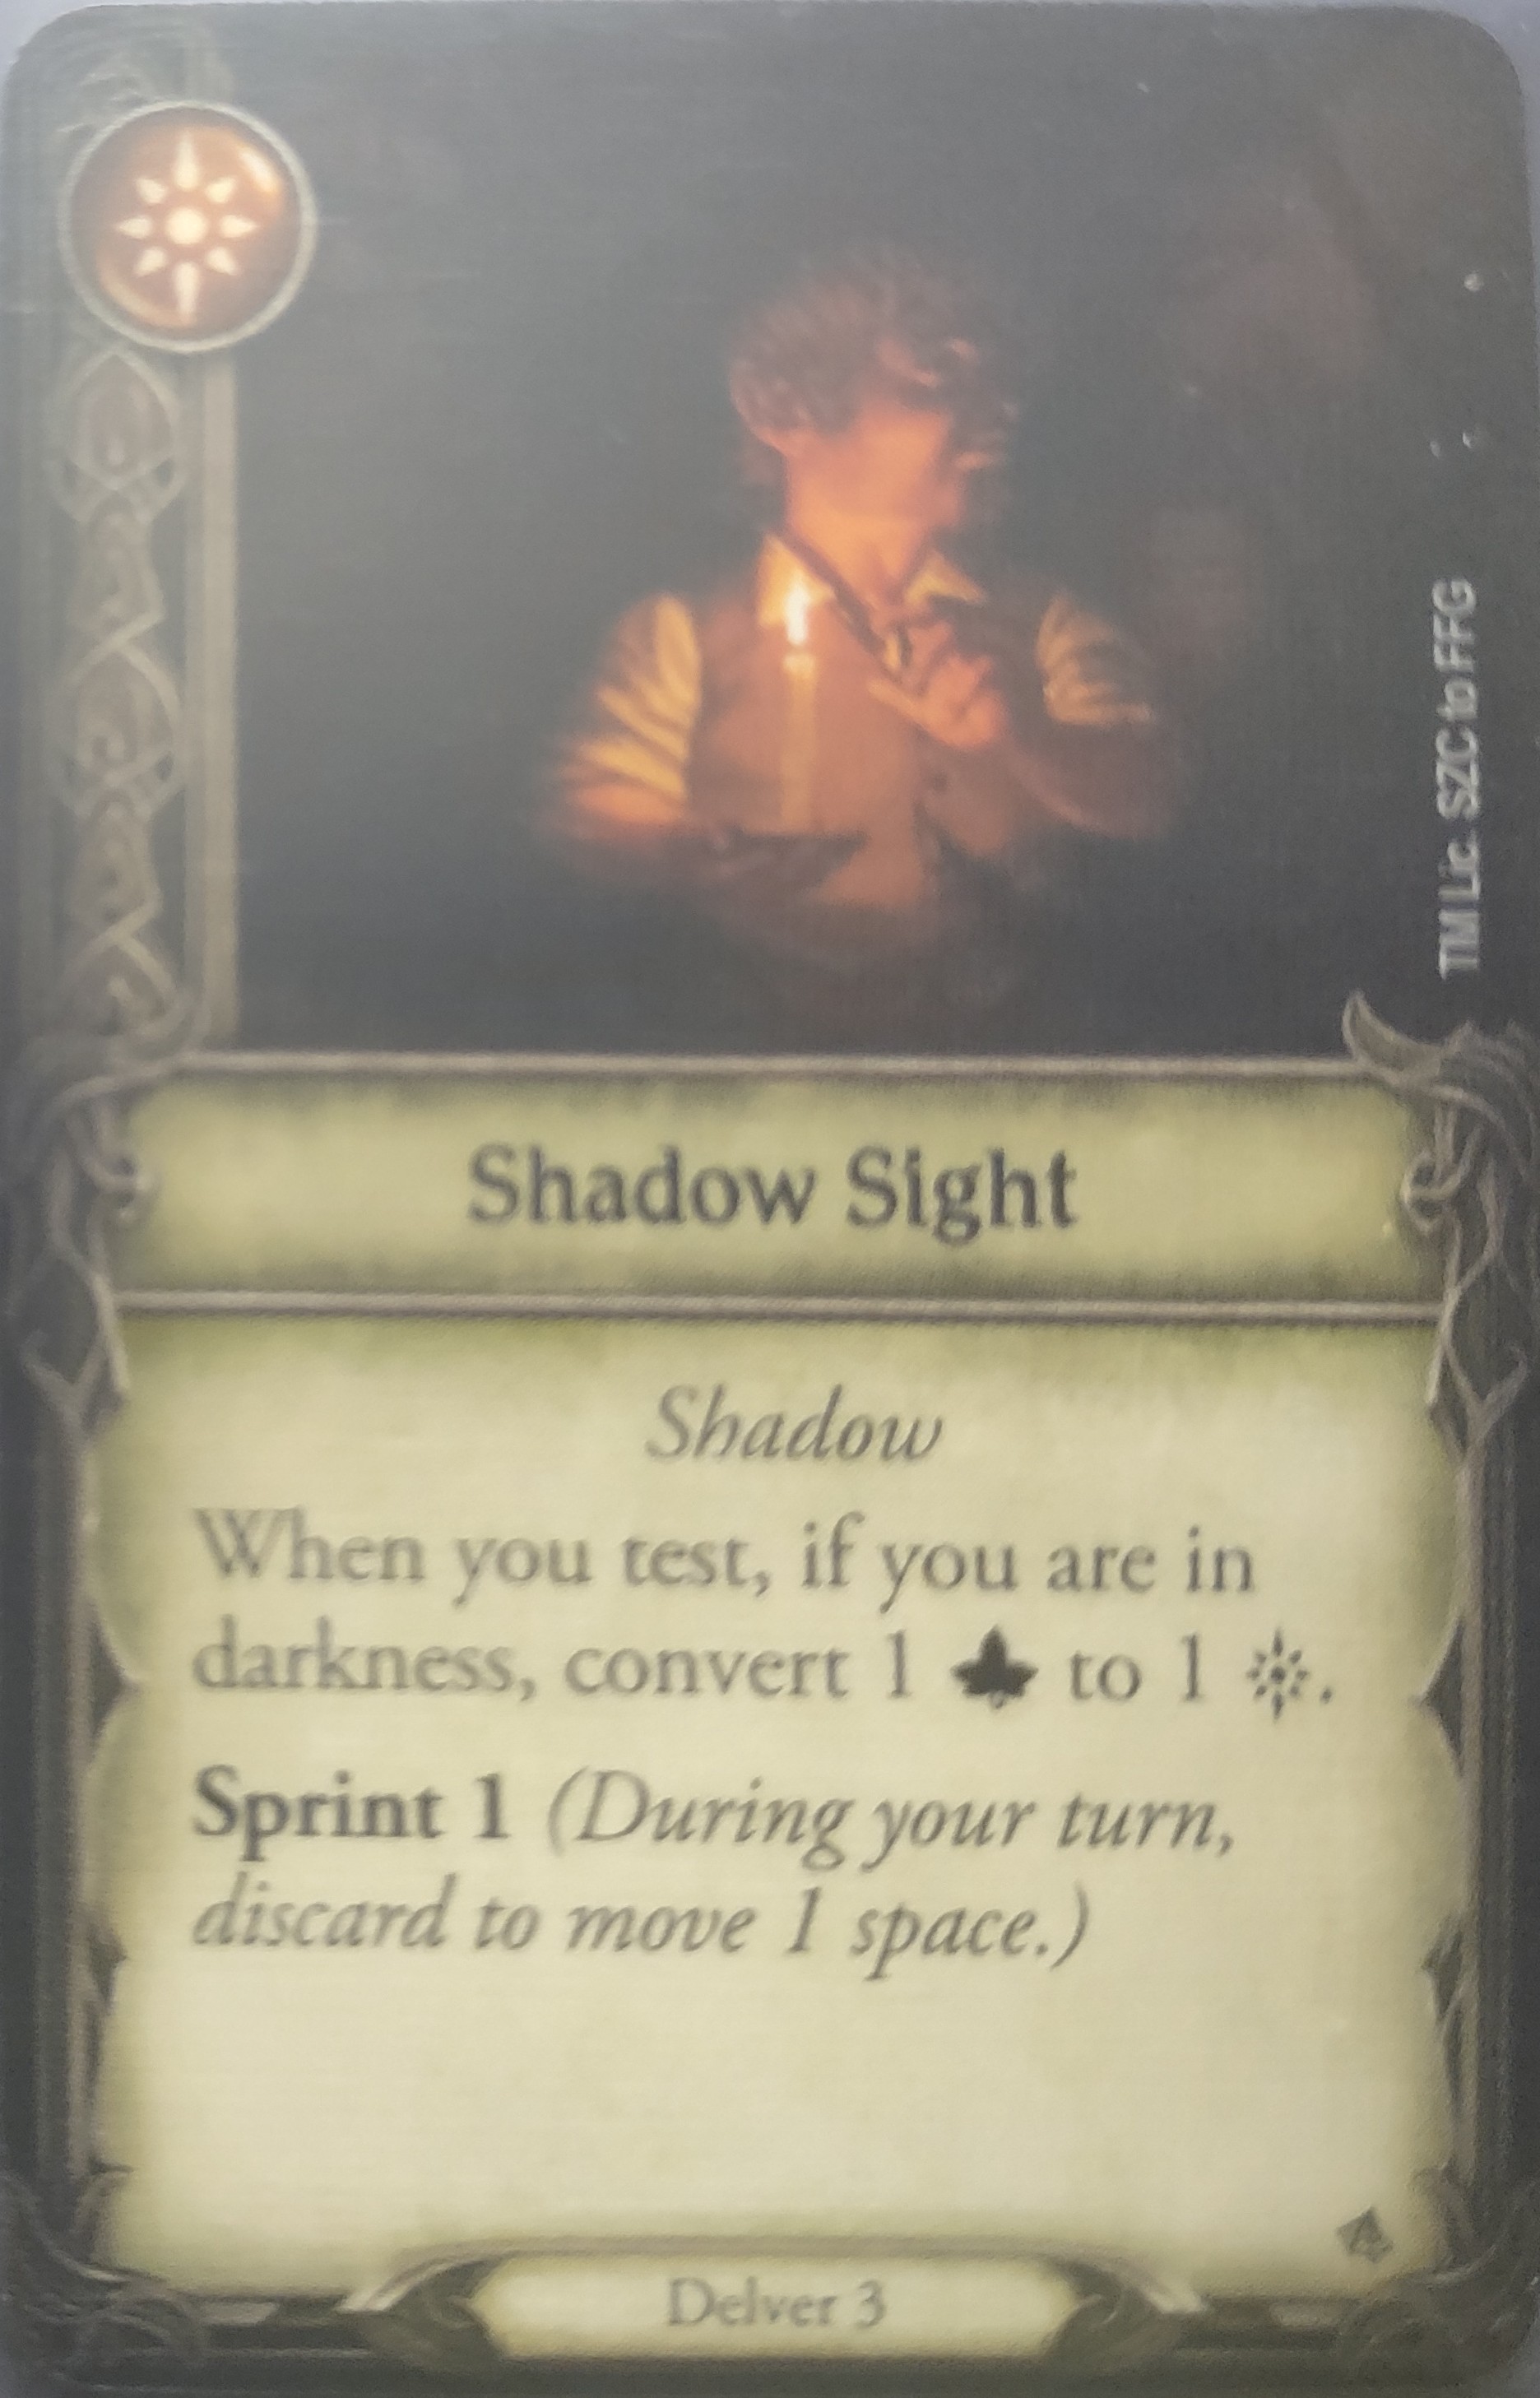 TM Lic. SZC to FFG
Shadow Sight
Shadow
When you test, if you are in
darkness, convert 1 to 1 .
Sprint 1 (During your turn,
discard to move 1 space.)
Delver 3